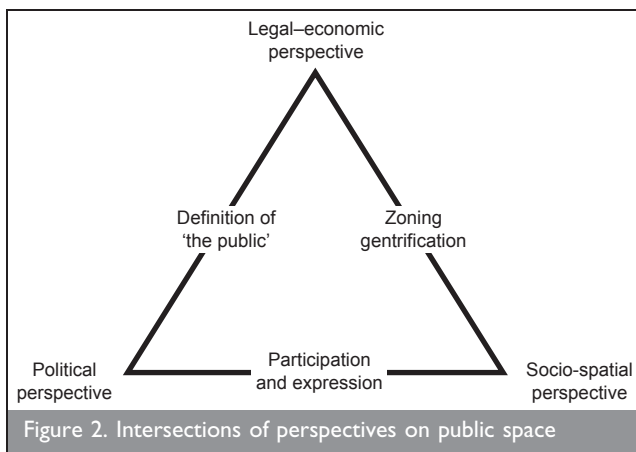 Legal–economic
perspective
Definition of
‘the public’
Zoning
gentrification
Political
perspective
Participation
and expression
Socio-spatial
perspective
Figure 2. Intersections of perspectives on public space